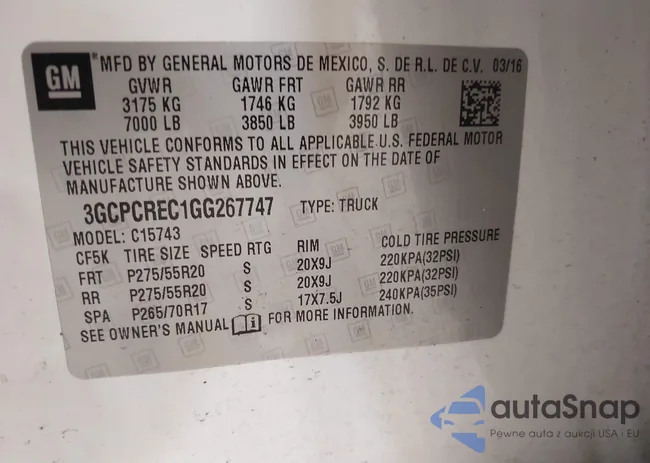 GM
MFD BY GENERAL MOTORS DE MEXICO, S. DE R.L. DE C.V. 03/16
GVWR GAWR FRT GAWR RR
3175 KG 1746 KG 1792 KG
7000 LB 3850 LB 3950 LB
THIS VEHICLE CONFORMS TO ALL APPLICABLE U.S. FEDERAL MOTOR
VEHICLE SAFETY STANDARDS IN EFFECT ON THE DATE OF
MANUFACTURE SHOWN ABOVE.
3GCPCREC1GG267747 TYPE: TRUCK
MODEL: C15743
CF5K TIRE SIZE SPEED RTG RIM COLD TIRE PRESSURE
FRT P275/55R20 S 20X9J 220KPA(32PSI)
RR P275/55R20 S 20X9J 220KPA(32PSI)
SPA P265/70R17 S 17X7.5J 240KPA(35PSI)
SEE OWNER'S MANUAL i FOR MORE INFORMATION.
autaSnap
Pewne auta z aukcji USA i EU